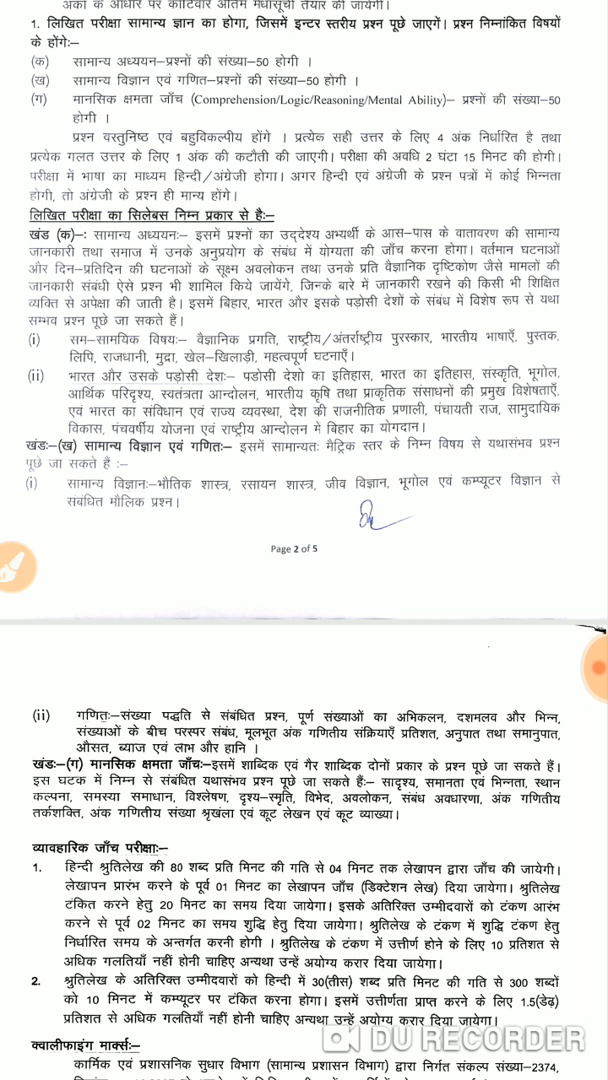 अंकों के आधार पर कोटिवार अंतिम मेधासूची तैयार की जायेगी।
1. लिखित परीक्षा सामान्य ज्ञान का होगा, जिसमें इन्टर स्तरीय प्रश्न पूछे जाएगें। प्रश्न निम्नांकित विषयों
के होंगेः–
(क) सामान्य अध्ययन–प्रश्नों की संख्या–50 होगी ।
(ख) सामान्य विज्ञान एवं गणित–प्रश्नों की संख्या–50 होगी ।
(ग) मानसिक क्षमता जाँच (Comprehension/Logic/Reasoning/Mental Ability)– प्रश्नों की संख्या–50
होगी ।
प्रश्न वस्तुनिष्ठ एवं बहुविकल्पीय होंगे । प्रत्येक सही उत्तर के लिए 4 अंक निर्धारित है तथा
प्रत्येक गलत उत्तर के लिए 1 अंक की कटौती की जाएगी। परीक्षा की अवधि 2 घंटा 15 मिनट की होगी।
परीक्षा में भाषा का माध्यम हिन्दी/अंग्रेजी होगा। अगर हिन्दी एवं अंग्रेजी के प्रश्न पत्रों में कोई भिन्नता
होगी, तो अंग्रेजी के प्रश्न ही मान्य होंगे।
लिखित परीक्षा का सिलेबस निम्न प्रकार से हैः–
खंड (क)–ः सामान्य अध्ययनः– इसमें प्रश्नों का उद्देश्य अभ्यर्थी के आस–पास के वातावरण की सामान्य
जानकारी तथा समाज में उनके अनुप्रयोग के संबंध में योग्यता की जाँच करना होगा। वर्तमान घटनाओं
और दिन–प्रतिदिन की घटनाओं के सूक्ष्म अवलोकन तथा उनके प्रति वैज्ञानिक दृष्टिकोण जैसे मामलों की
जानकारी संबंधी ऐसे प्रश्न भी शामिल किये जायेंगे, जिनके बारे में जानकारी रखने की किसी भी शिक्षित
व्यक्ति से अपेक्षा की जाती है। इसमें बिहार, भारत और इसके पड़ोसी देशों के संबंध में विशेष रूप से यथा
सम्भव प्रश्न पूछे जा सकते हैं।
(i) सम–सामयिक विषयः– वैज्ञानिक प्रगति, राष्ट्रीय/अंतर्राष्ट्रीय पुरस्कार, भारतीय भाषाएँ, पुस्तक,
लिपि, राजधानी, मुद्रा, खेल–खिलाड़ी, महत्वपूर्ण घटनाएँ।
(ii) भारत और उसके पड़ोसी देशः– पडोसी देशो का इतिहास, भारत का इतिहास, संस्कृति, भूगोल,
आर्थिक परिदृश्य, स्वतंत्रता आन्दोलन, भारतीय कृषि तथा प्राकृतिक संसाधनों की प्रमुख विशेषताएँ,
एवं भारत का संविधान एवं राज्य व्यवस्था, देश की राजनीतिक प्रणाली, पंचायती राज, सामुदायिक
विकास, पंचवर्षीय योजना एवं राष्ट्रीय आन्दोलन में बिहार का योगदान।
खंडः–(ख) सामान्य विज्ञान एवं गणितः– इसमें सामान्यतः मैट्रिक स्तर के निम्न विषय से यथासंभव प्रश्न
पूछे जा सकते हैं :–
(i) सामान्य विज्ञानः–भौतिक शास्त्र, रसायन शास्त्र, जीव विज्ञान, भूगोल एवं कम्प्यूटर विज्ञान से
संबंधित मौलिक प्रश्न।
Page 2 of 5
(ii) गणितः–संख्या पद्धति से संबंधित प्रश्न, पूर्ण संख्याओं का अभिकलन, दशमलव और भिन्न,
संख्याओं के बीच परस्पर संबंध, मूलभूत अंक गणितीय संक्रियाएँ प्रतिशत, अनुपात तथा समानुपात,
औसत, ब्याज एवं लाभ और हानि ।
खंडः–(ग) मानसिक क्षमता जाँचः–इसमें शाब्दिक एवं गैर शाब्दिक दोनों प्रकार के प्रश्न पूछे जा सकते हैं।
इस घटक में निम्न से संबंधित यथासंभव प्रश्न पूछे जा सकते हैंः– सादृश्य, समानता एवं भिन्नता, स्थान
कल्पना, समस्या समाधान, विश्लेषण, दृश्य–स्मृति, विभेद, अवलोकन, संबंध अवधारणा, अंक गणितीय
तर्कशक्ति, अंक गणितीय संख्या श्रृखंला एवं कूट लेखन एवं कूट व्याख्या।
व्यावहारिक जाँच परीक्षाः–
1. हिन्दी श्रुतिलेख की 80 शब्द प्रति मिनट की गति से 04 मिनट तक लेखापन द्वारा जाँच की जायेगी।
लेखापन प्रारंभ करने के पूर्व 01 मिनट का लेखापन जाँच (डिक्टेशन लेख) दिया जायेगा। श्रुतिलेख
टंकित करने हेतु 20 मिनट का समय दिया जायेगा। इसके अतिरिक्त उम्मीदवारों को टंकण आरंभ
करने से पूर्व 02 मिनट का समय शुद्धि हेतु दिया जायेगा। श्रुतिलेख के टंकण में शुद्धि टंकण हेतु
निर्धारित समय के अन्तर्गत करनी होगी । श्रुतिलेख के टंकण में उत्तीर्ण होने के लिए 10 प्रतिशत से
अधिक गलतियाँ नहीं होनी चाहिए अन्यथा उन्हें अयोग्य करार दिया जायेगा।
2. श्रुतिलेख के अतिरिक्त उम्मीदवारों को हिन्दी में 30(तीस) शब्द प्रति मिनट की गति से 300 शब्दों
को 10 मिनट में कम्प्यूटर पर टंकित करना होगा। इसमें उत्तीर्णता प्राप्त करने के लिए 1.5(डेढ़)
प्रतिशत से अधिक गलतियाँ नहीं होनी चाहिए अन्यथा उन्हें अयोग्य करार दिया जायेगा।
DU RECORDER
क्वालीफाइंग मार्क्सः–
कार्मिक एवं प्रशासनिक सुधार विभाग (सामान्य प्रशासन विभाग) द्वारा निर्गत संकल्प संख्या–2374,